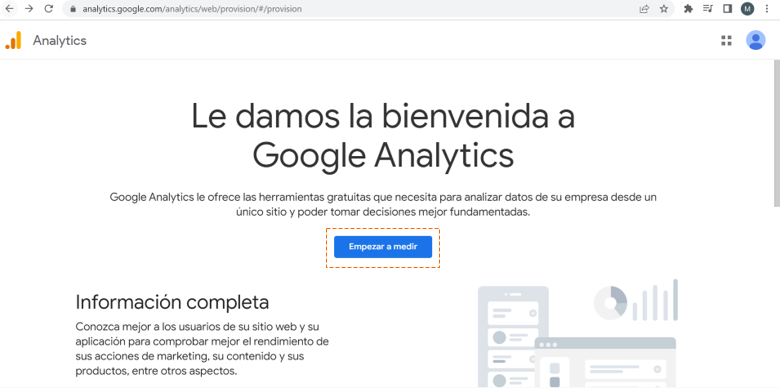 analytics.google.com/analytics/web/provision/#/provision
M
Analytics
Le damos la bienvenida a
Google Analytics
Google Analytics le ofrece las herramientas gratuitas que necesita para analizar datos de su empresa desde un
único sitio y poder tomar decisiones mejor fundamentadas.
Empezar a medir
Información completa
Conozca mejor a los usuarios de su sitio web y su
aplicación para comprobar mejor el rendimiento de
sus acciones de marketing, su contenido y sus
productos, entre otros aspectos.